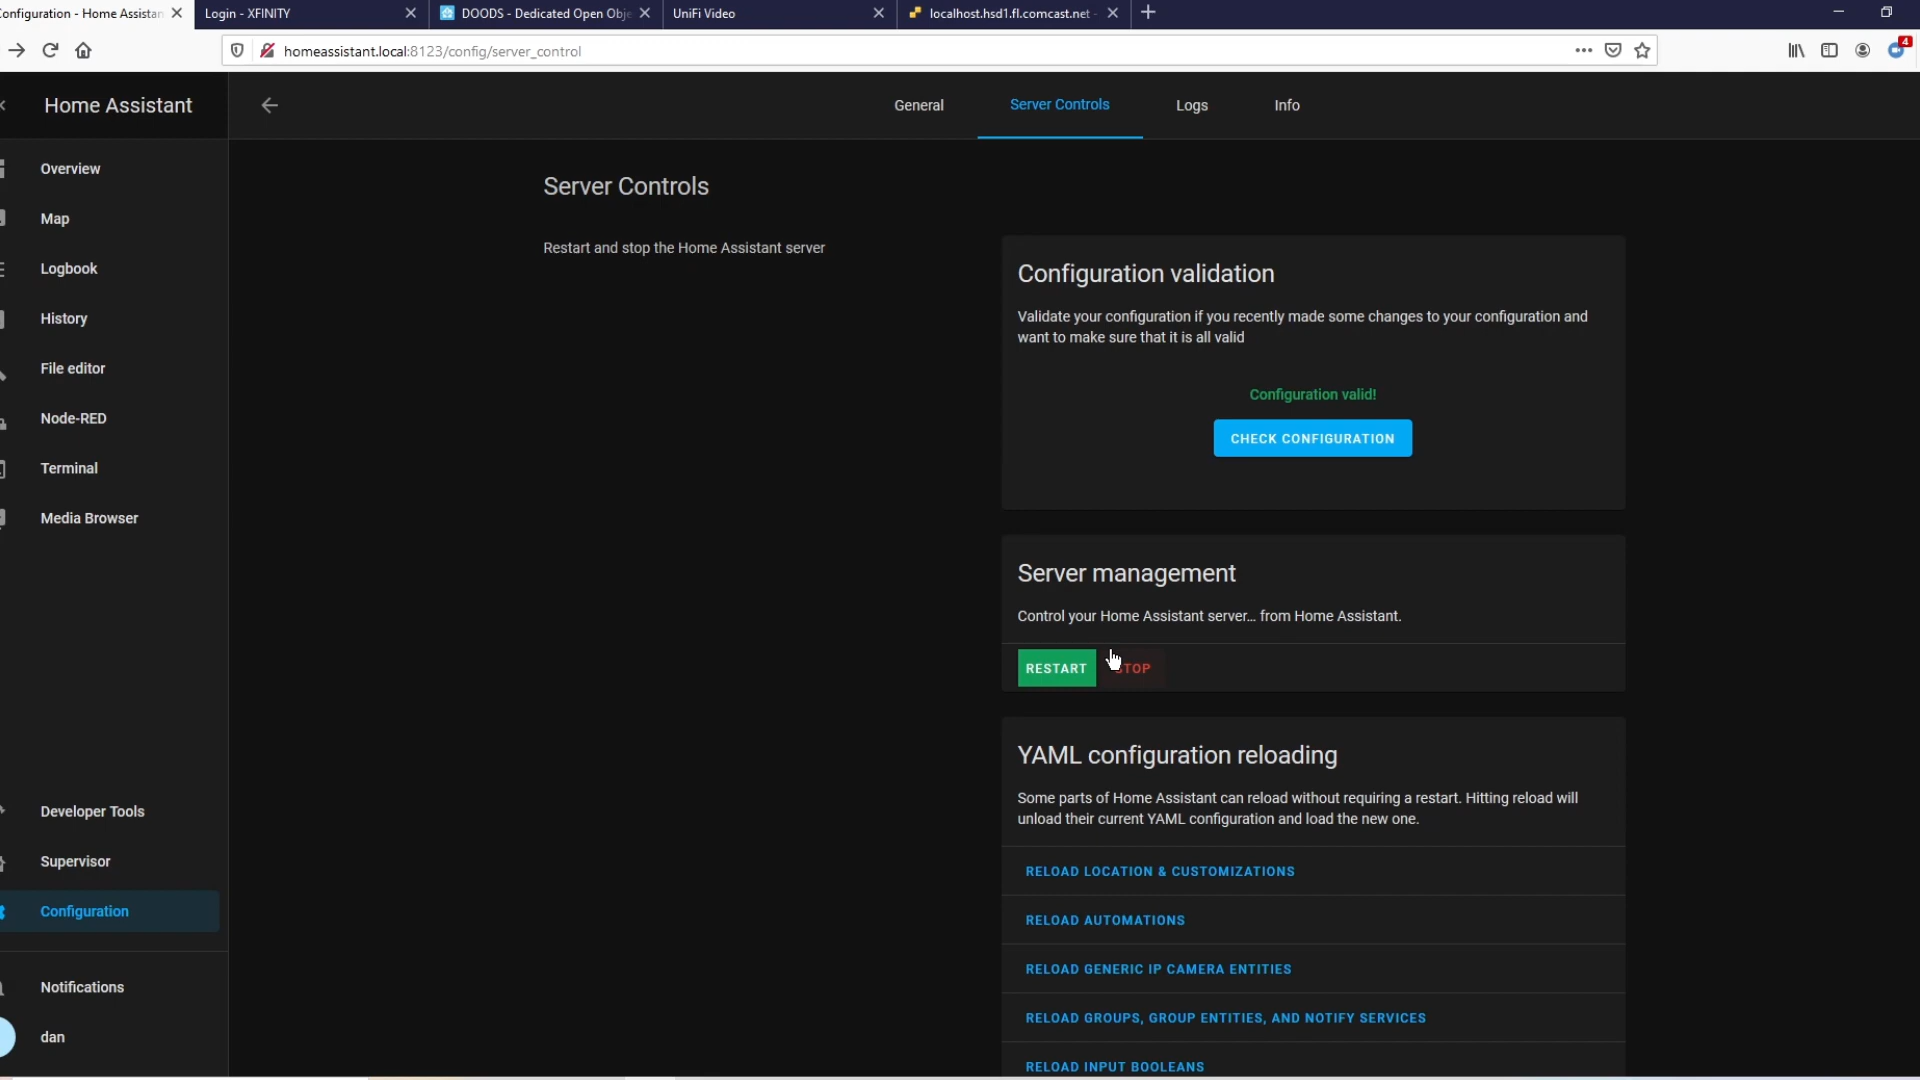 Configuration - Home Assistan
Login - XFINITY
DOODS - Dedicated Open Obje
UniFi Video
localhost.hsd1.fl.comcast.net -
homeassistant.local:8123/config/server_control
4
Home Assistant
General
Server Controls
Logs
Info
Overview
Map
Logbook
History
File editor
Node-RED
Terminal
Media Browser
Developer Tools
Supervisor
Configuration
Notifications
dan
Server Controls
Restart and stop the Home Assistant server
Configuration validation
Validate your configuration if you recently made some changes to your configuration and
want to make sure that it is all valid
Configuration valid!
CHECK CONFIGURATION
Server management
Control your Home Assistant server... from Home Assistant.
RESTART
STOP
YAML configuration reloading
Some parts of Home Assistant can reload without requiring a restart. Hitting reload will
unload their current YAML configuration and load the new one.
RELOAD LOCATION & CUSTOMIZATIONS
RELOAD AUTOMATIONS
RELOAD GENERIC IP CAMERA ENTITIES
RELOAD GROUPS, GROUP ENTITIES, AND NOTIFY SERVICES
RELOAD INPUT BOOLEANS